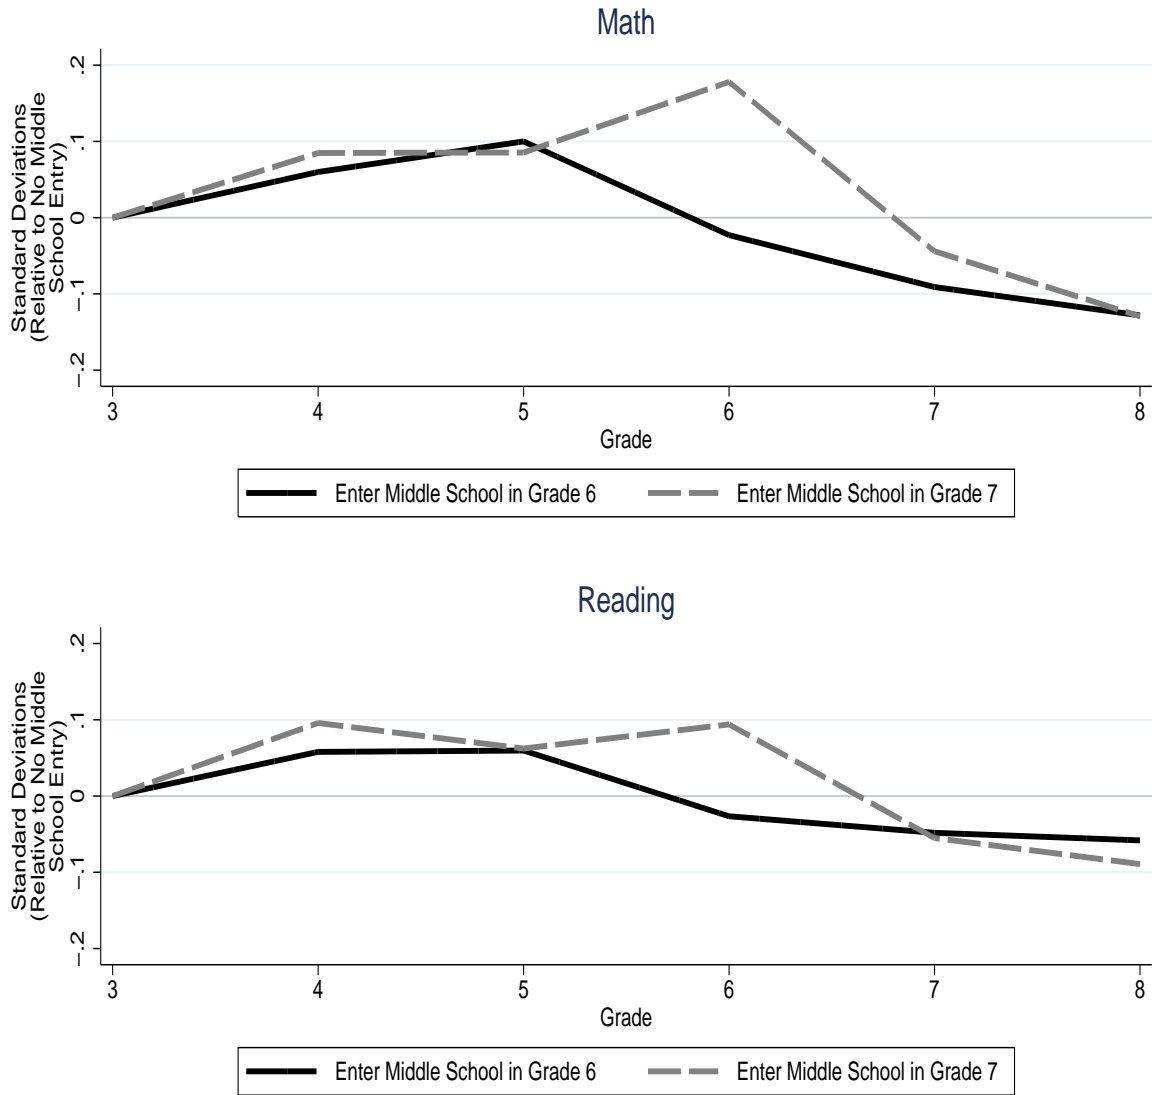 Math
Standard Deviations
(Relative to No Middle
School Entry)
.2
.1
0
−.1
−.2
3 4 5 6 7 8
Grade
Enter Middle School in Grade 6 Enter Middle School in Grade 7
Reading
Standard Deviations
(Relative to No Middle
School Entry)
.2
.1
0
−.1
−.2
3 4 5 6 7 8
Grade
Enter Middle School in Grade 6 Enter Middle School in Grade 7